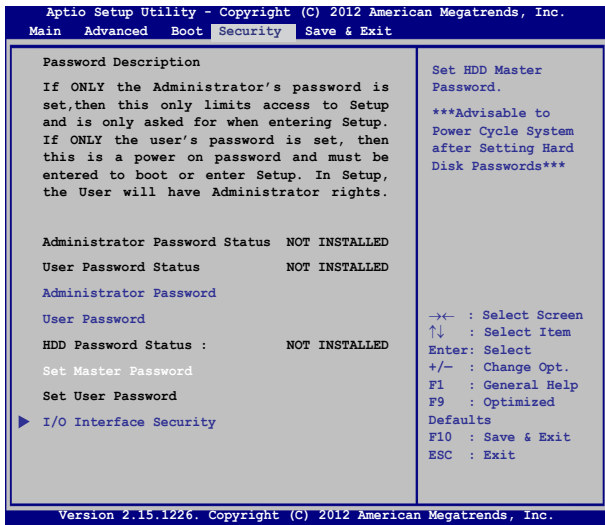 Aptio Setup Utility - Copyright (C) 2012 American Megatrends, Inc.
Main Advanced Boot Security Save & Exit
Password Description
If ONLY the Administrator's password is
set,then this only limits access to Setup
and is only asked for when entering Setup.
If ONLY the user's password is set, then
this is a power on password and must be
entered to boot or enter Setup. In Setup,
the User will have Administrator rights.
Administrator Password Status NOT INSTALLED
User Password Status NOT INSTALLED
Administrator Password
User Password
HDD Password Status : NOT INSTALLED
Set Master Password
Set User Password
I/O Interface Security
Set HDD Master
Password.
***Advisable to
Power Cycle System
after Setting Hard
Disk Passwords***
→← : Select Screen
↑↓ : Select Item
Enter: Select
+/— : Change Opt.
F1 : General Help
F9 : Optimized
Defaults
F10 : Save & Exit
ESC : Exit
Version 2.15.1226. Copyright (C) 2012 American Megatrends, Inc.